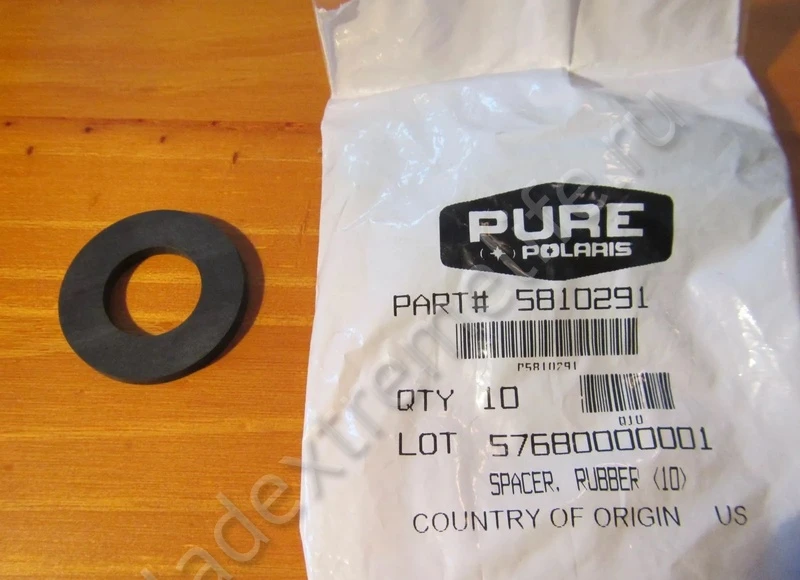 PURE
POLARIS
PART# 5810291
P5810291
QTY 10
Q10
LOT 57680000001
SPACER, RUBBER (10)
COUNTRY OF ORIGIN US